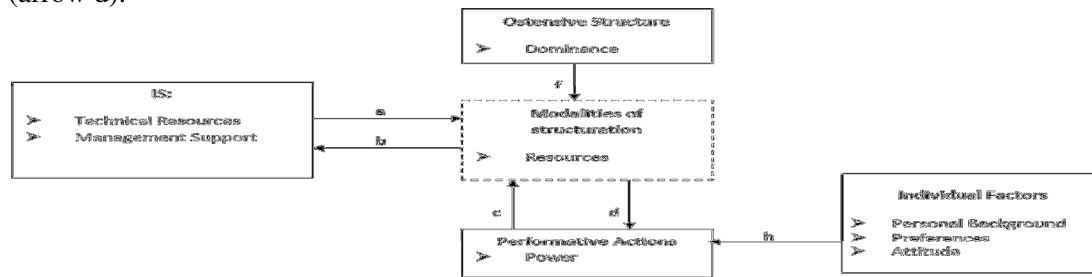 (arrow d).
Ostensive Structure
➢ Dominance
f
IS:
➢ Technical Resources
➢ Management Support
a
b
Modalities of
structuration
➢ Resources
c
d
Performative Actions
➢ Power
h
Individual Factors
➢ Personal Background
➢ Preferences
➢ Attitude